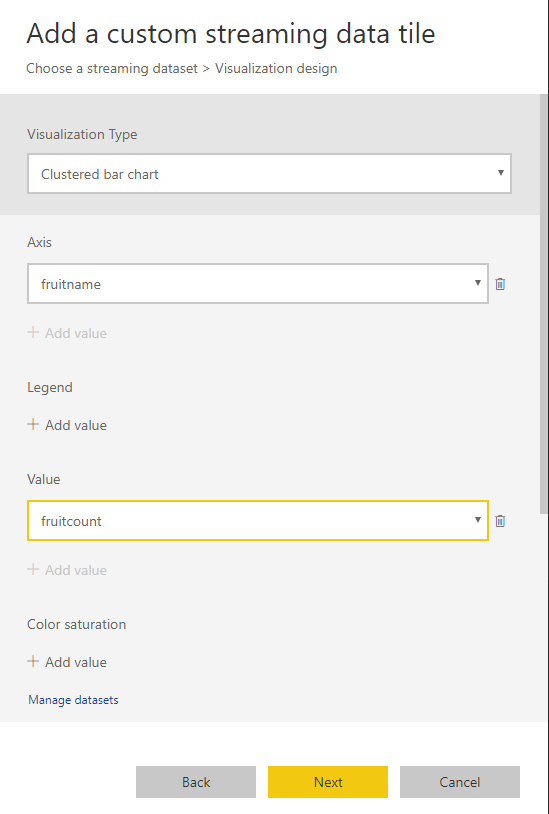 Add a custom streaming data tile
Choose a streaming dataset > Visualization design
Visualization Type
Clustered bar chart
Axis
fruitname
+ Add value
Legend
+ Add value
Value
fruitcount
+ Add value
Color saturation
+ Add value
Manage datasets
Back Next Cancel